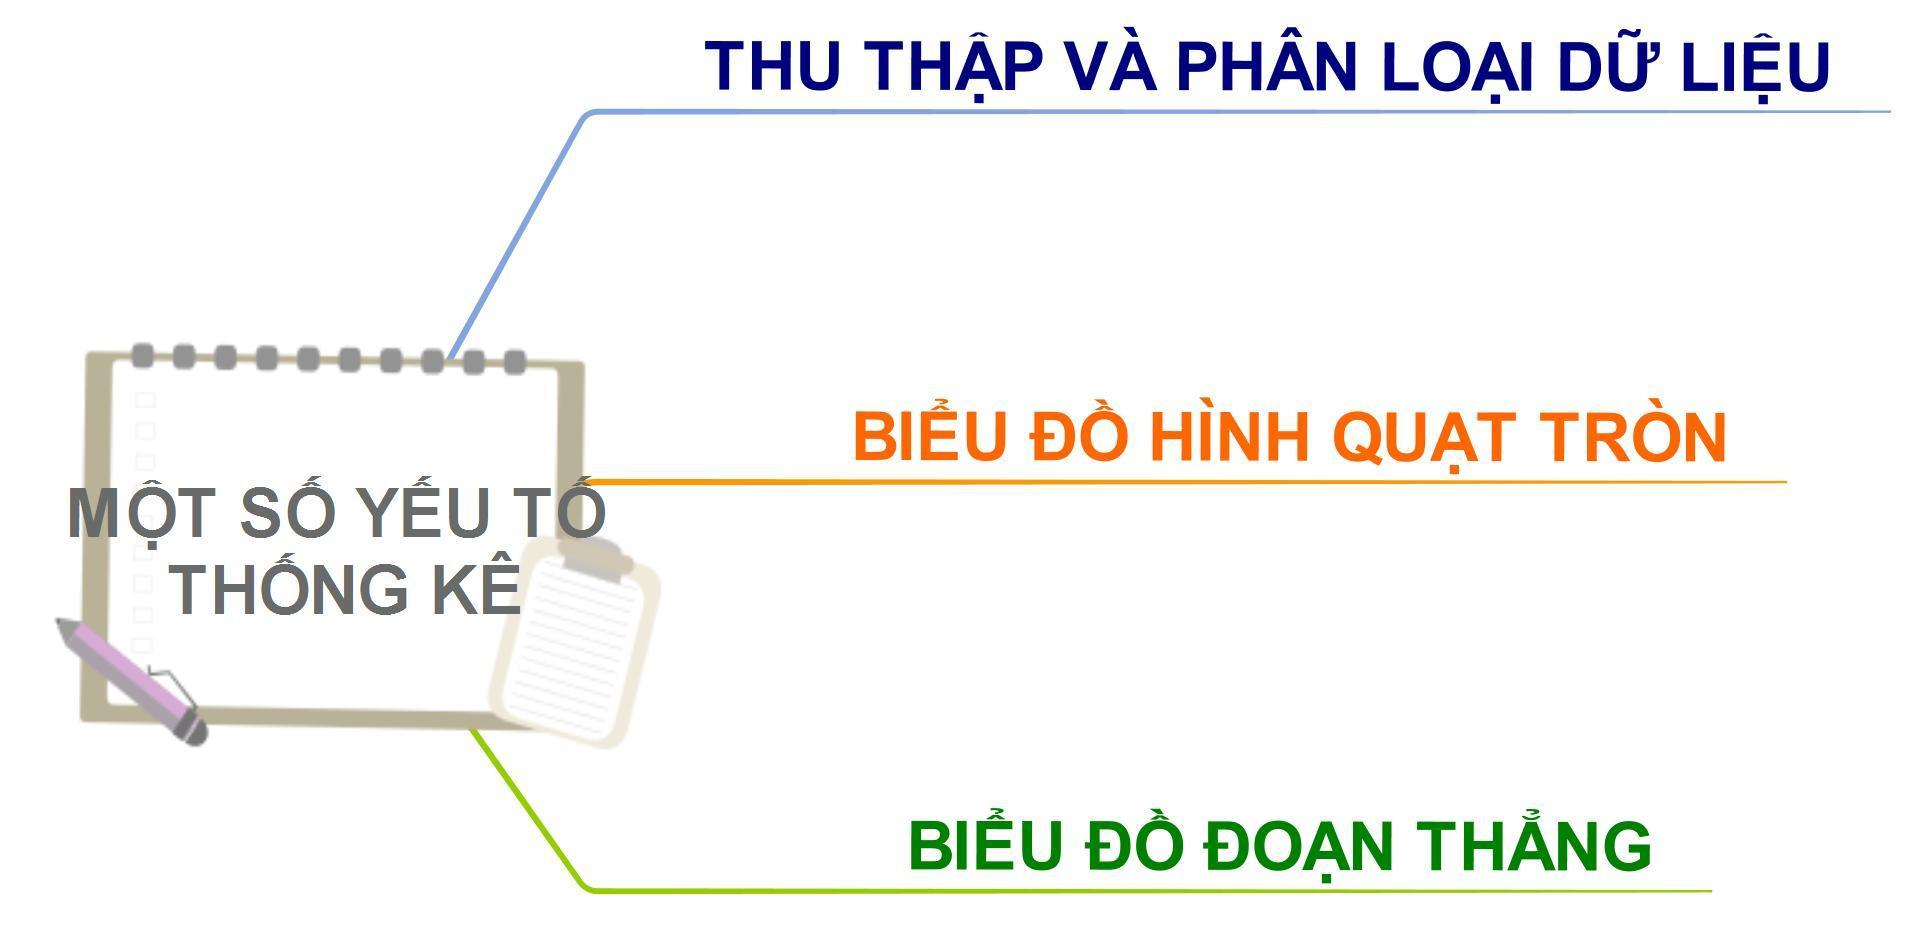 THU THẬP VÀ PHÂN LOẠI DỮ LIỆU
BIỂU ĐỒ HÌNH QUẠT TRÒN
MỘT SỐ YẾU TỐ
THỐNG KÊ
BIỂU ĐỒ ĐOẠN THẲNG